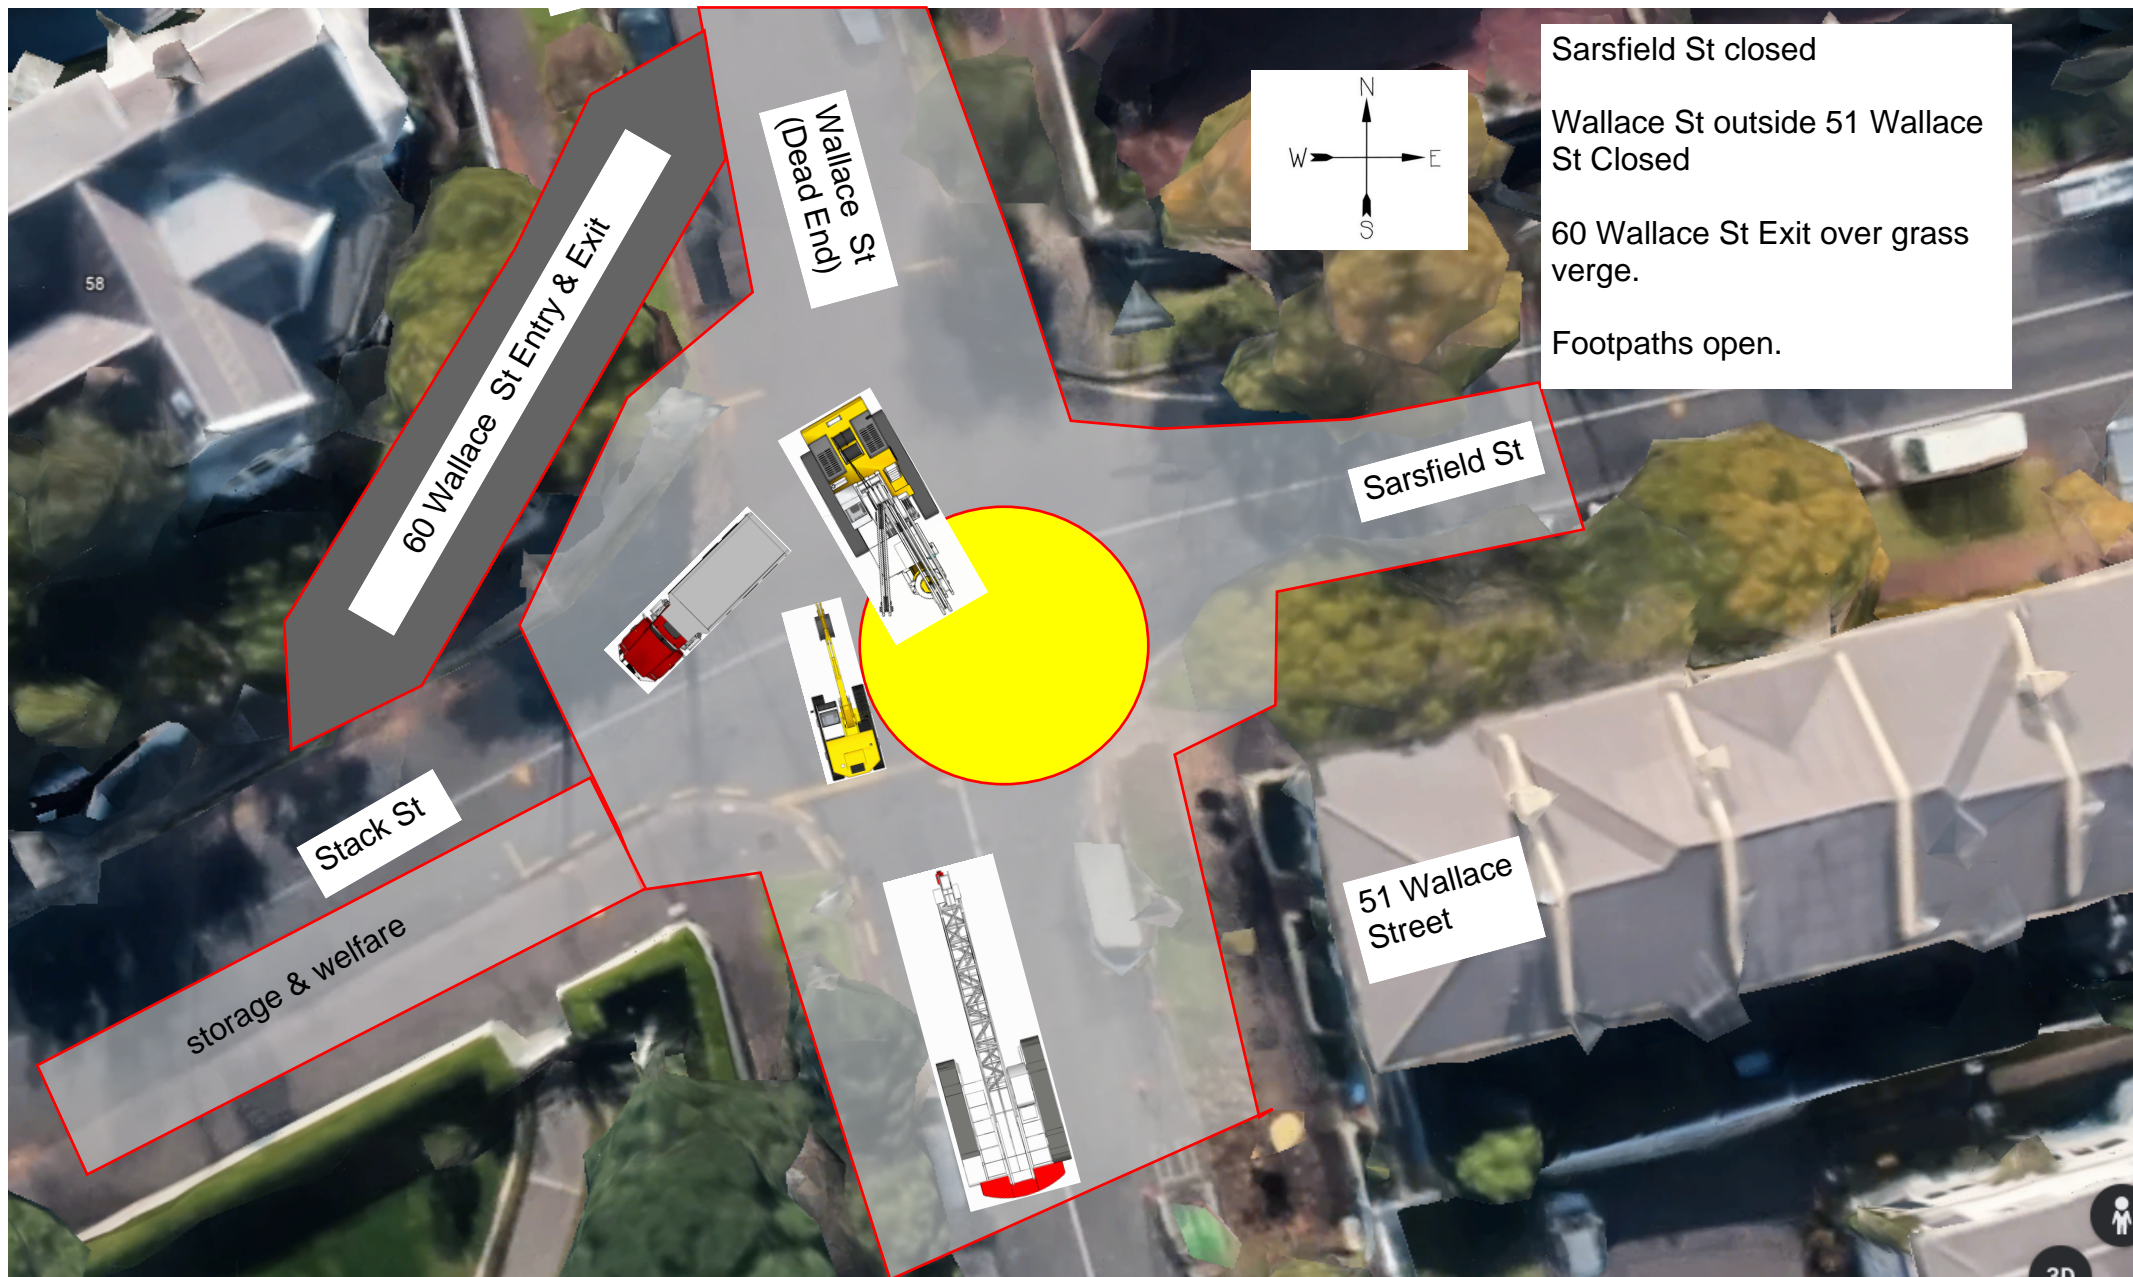 Sarsfield St closed
Wallace St outside 51 Wallace
St Closed
60 Wallace St Exit over grass
verge.
Footpaths open.
N
W
E
S
Wallace St
(Dead End)
58
60 Wallace St Entry & Exit
Sarsfield St
Stack St
51 Wallace
Street
storage & welfare